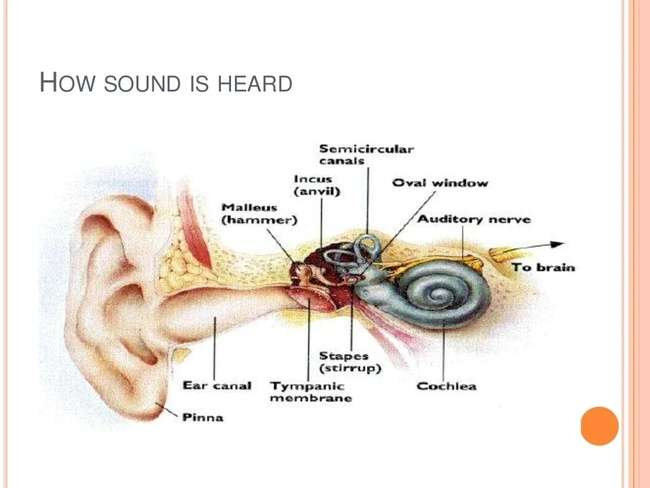 HOW SOUND IS HEARD
Semicircular
canals
Incus
(anvil)
Oval window
Malleus
(hammer)
Auditory nerve
To brain
Stapes
(stirrup)
Ear canal
Tympanic
membrane
Cochlea
Pinna